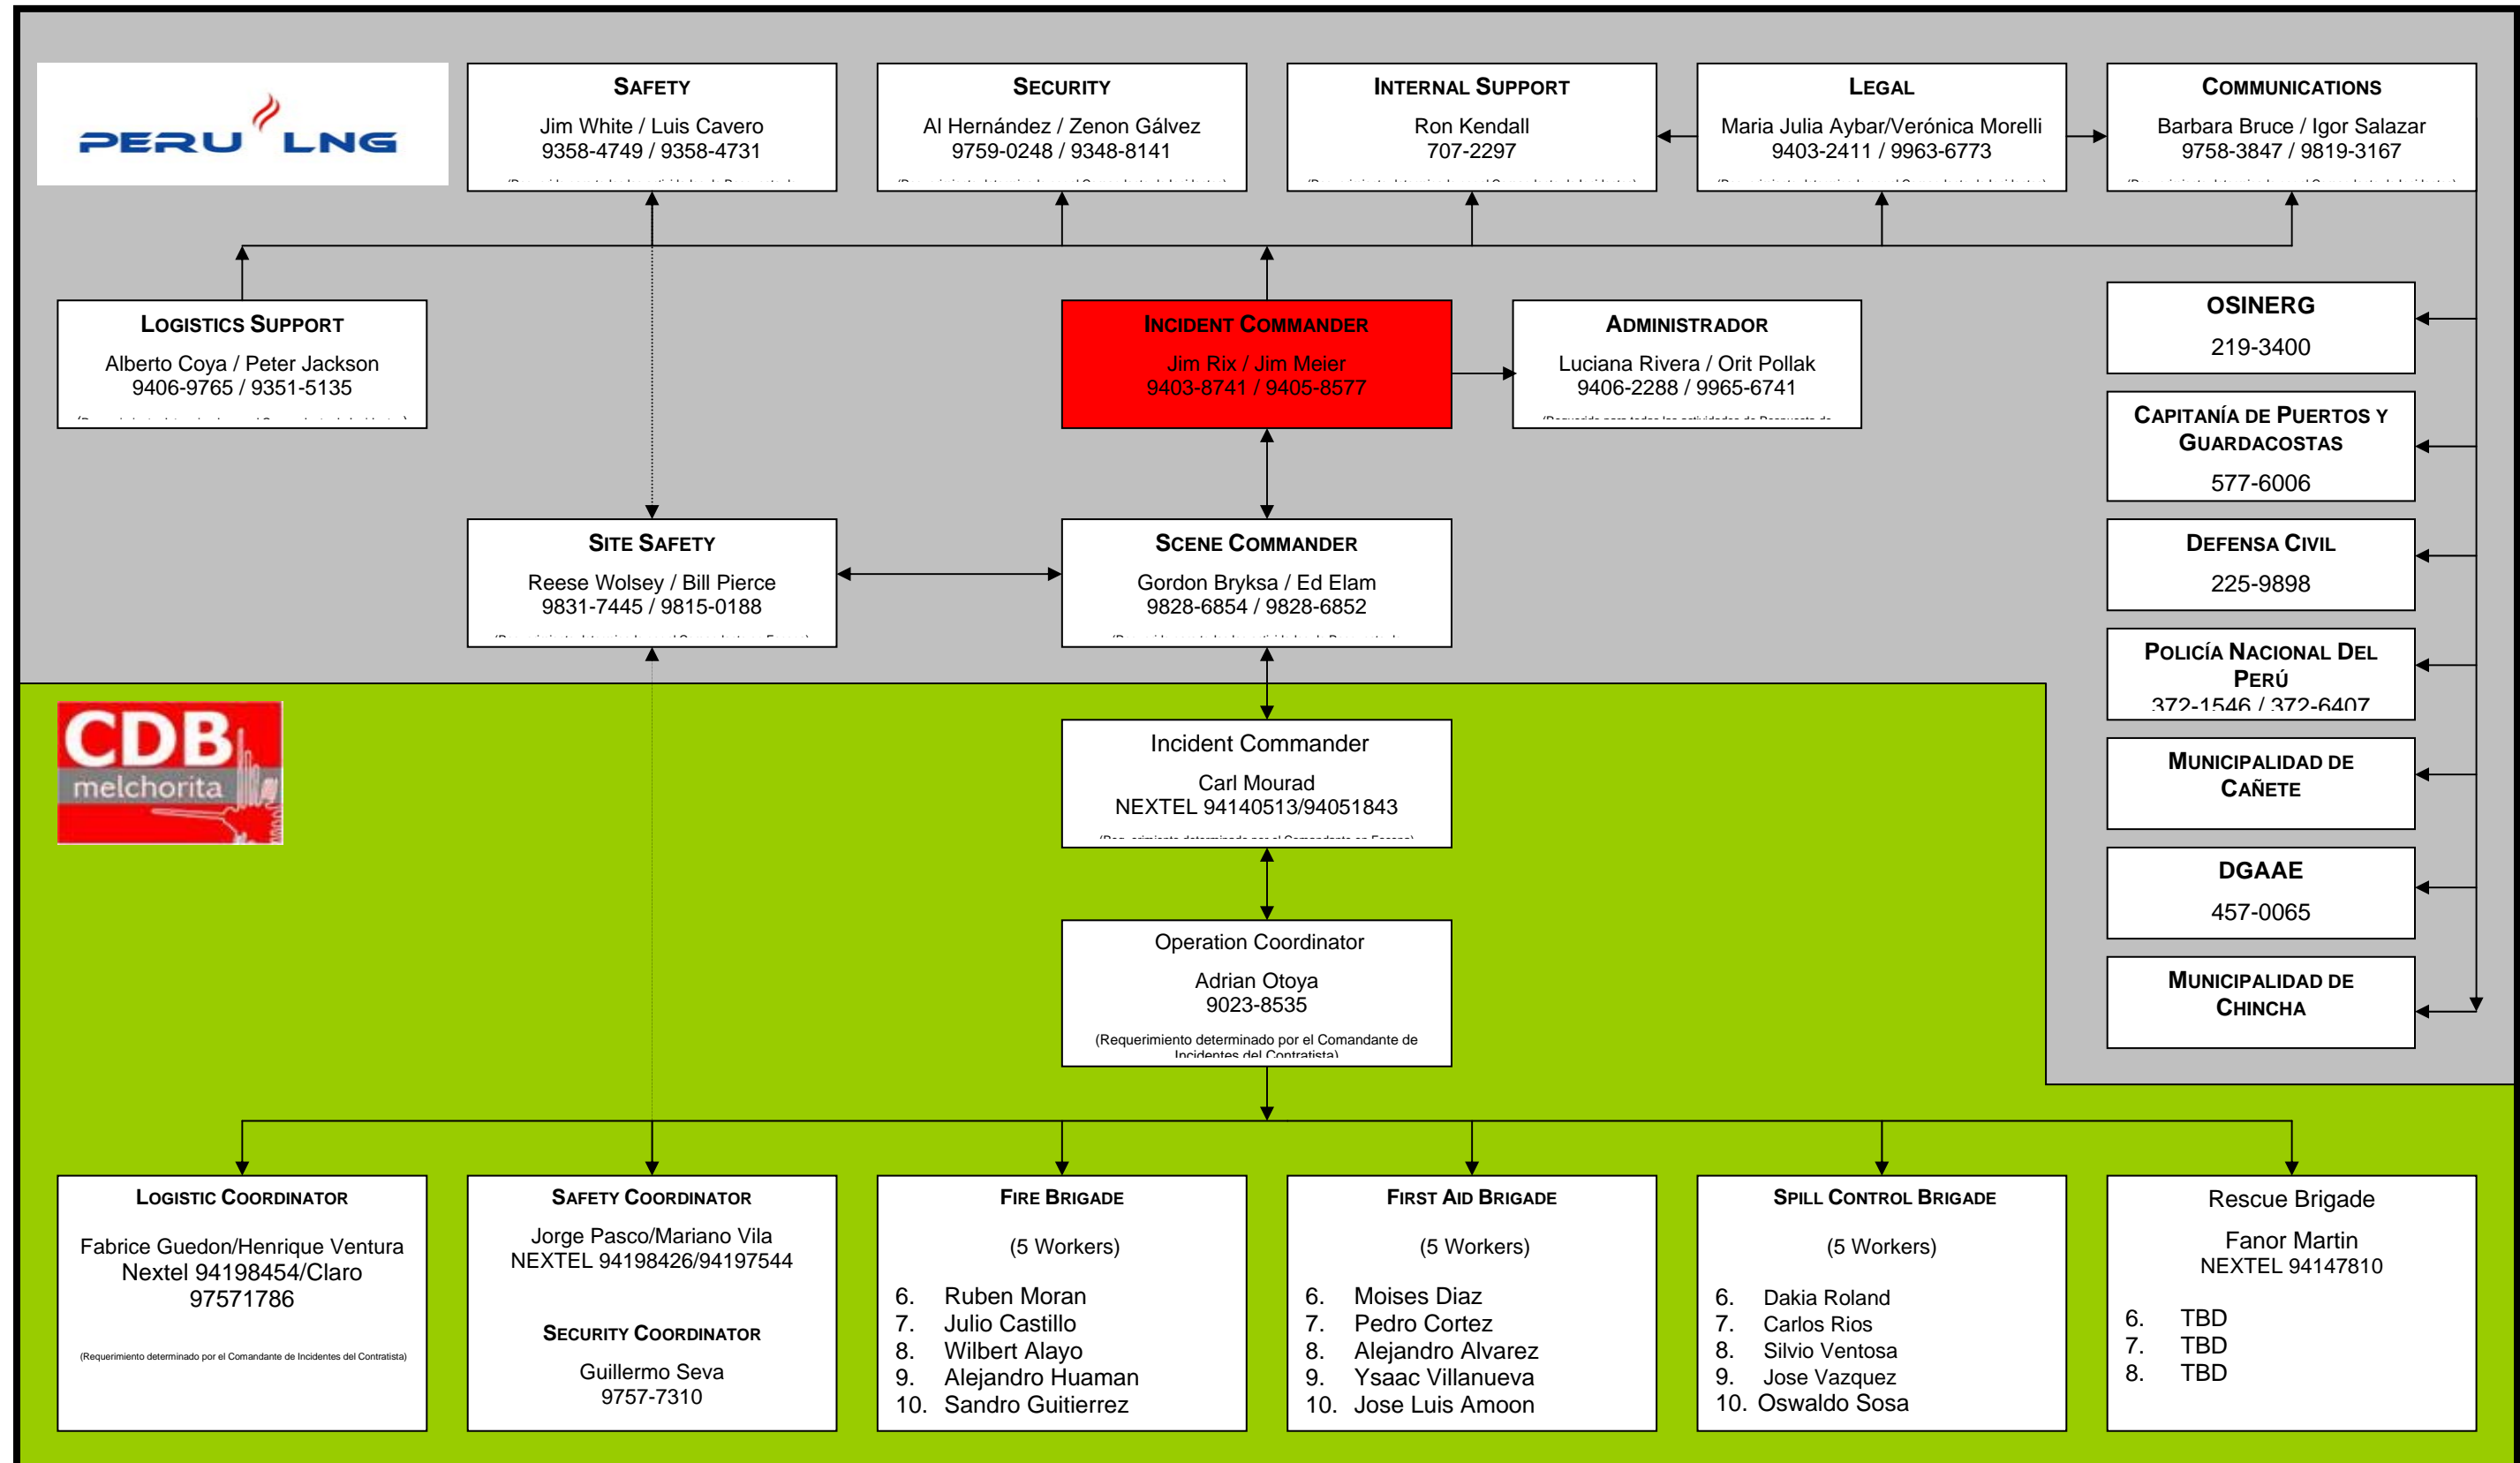 PERU LNG
SAFETY
Jim White / Luis Cavero
9358-4749 / 9358-4731
SECURITY
Al Hernández / Zenon Gálvez
9759-0248 / 9348-8141
INTERNAL SUPPORT
Ron Kendall
707-2297
LEGAL
Maria Julia Aybar/Verónica Morelli
9403-2411 / 9963-6773
COMMUNICATIONS
Barbara Bruce / Igor Salazar
9758-3847 / 9819-3167
LOGISTICS SUPPORT
Alberto Coya / Peter Jackson
9406-9765 / 9351-5135
INCIDENT COMMANDER
Jim Rix / Jim Meier
9403-8741 / 9405-8577
ADMINISTRADOR
Luciana Rivera / Orit Pollak
9406-2288 / 9965-6741
OSINERG
219-3400
CAPITANÍA DE PUERTOS Y
GUARDACOSTAS
577-6006
SITE SAFETY
Reese Wolsey / Bill Pierce
9831-7445 / 9815-0188
SCENE COMMANDER
Gordon Bryksa / Ed Elam
9828-6854 / 9828-6852
DEFENSA CIVIL
225-9898
POLICÍA NACIONAL DEL
PERÚ
372-1546 / 372-6407
CDB
melchorita
Incident Commander
Carl Mourad
NEXTEL 94140513/94051843
MUNICIPALIDAD DE
CAÑETE
DGAAE
457-0065
Operation Coordinator
Adrian Otoya
9023-8535
(Requerimiento determinado por el Comandante de
Incidentes del Contratista)
MUNICIPALIDAD DE
CHINCHA
LOGISTIC COORDINATOR
Fabrice Guedon/Henrique Ventura
Nextel 94198454/Claro
97571786
(Requerimiento determinado por el Comandante de Incidentes del Contratista)
SAFETY COORDINATOR
Jorge Pasco/Mariano Vila
NEXTEL 94198426/94197544
SECURITY COORDINATOR
Guillermo Seva
9757-7310
FIRE BRIGADE
(5 Workers)
6. Ruben Moran
7. Julio Castillo
8. Wilbert Alayo
9. Alejandro Huaman
10. Sandro Guitierrez
FIRST AID BRIGADE
(5 Workers)
6. Moises Diaz
7. Pedro Cortez
8. Alejandro Alvarez
9. Ysaac Villanueva
10. Jose Luis Amoon
SPILL CONTROL BRIGADE
(5 Workers)
6. Dakia Roland
7. Carlos Rios
8. Silvio Ventosa
9. Jose Vazquez
10. Oswaldo Sosa
Rescue Brigade
Fanor Martin
NEXTEL 94147810
6. TBD
7. TBD
8. TBD